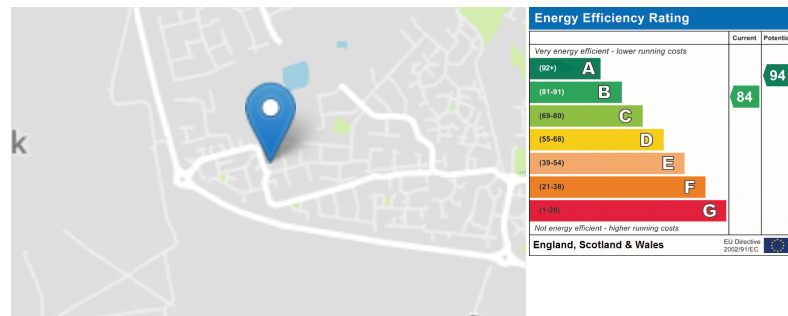 k
Energy Efficiency Rating
Current Potentia
Very energy efficient - lower running costs
(92+) A
(81-91) B
(69-80) C
(55-68) D
(39-54) E
(21-38) F
(1-20) G
84
94
Not energy efficient - higher running costs
England, Scotland & Wales
EU Directive
2002/91/EC